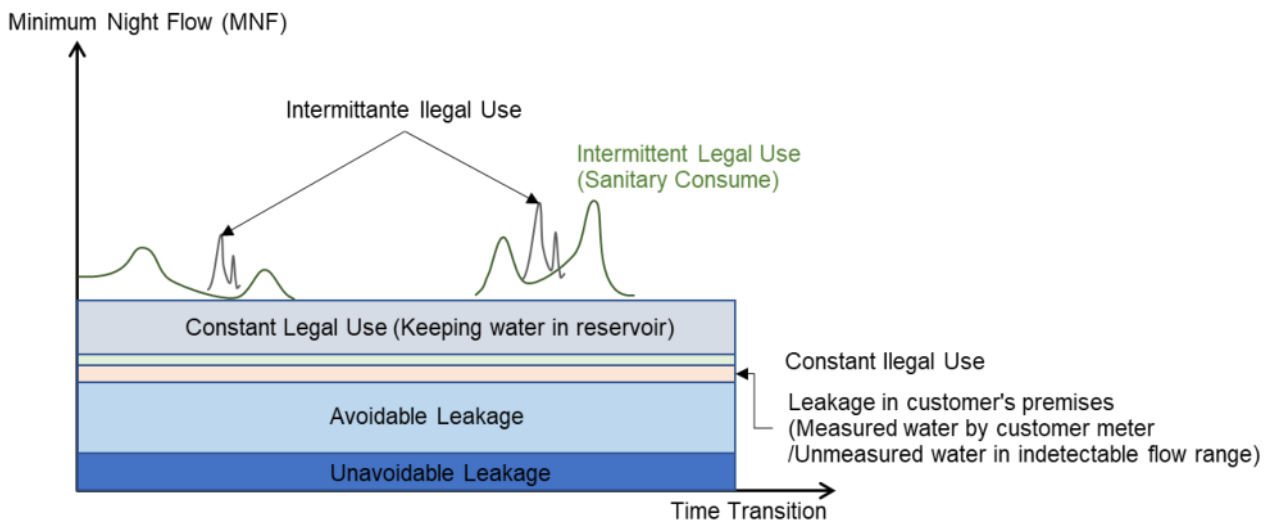 Minimum Night Flow (MNF)
Intermittante Ilegal Use
Intermittent Legal Use
(Sanitary Consume)
Constant Legal Use (Keeping water in reservoir)
Constant Ilegal Use
Leakage in customer's premises
(Measured water by customer meter
/Unmeasured water in indetectable flow range)
Avoidable Leakage
Unavoidable Leakage
Time Transition